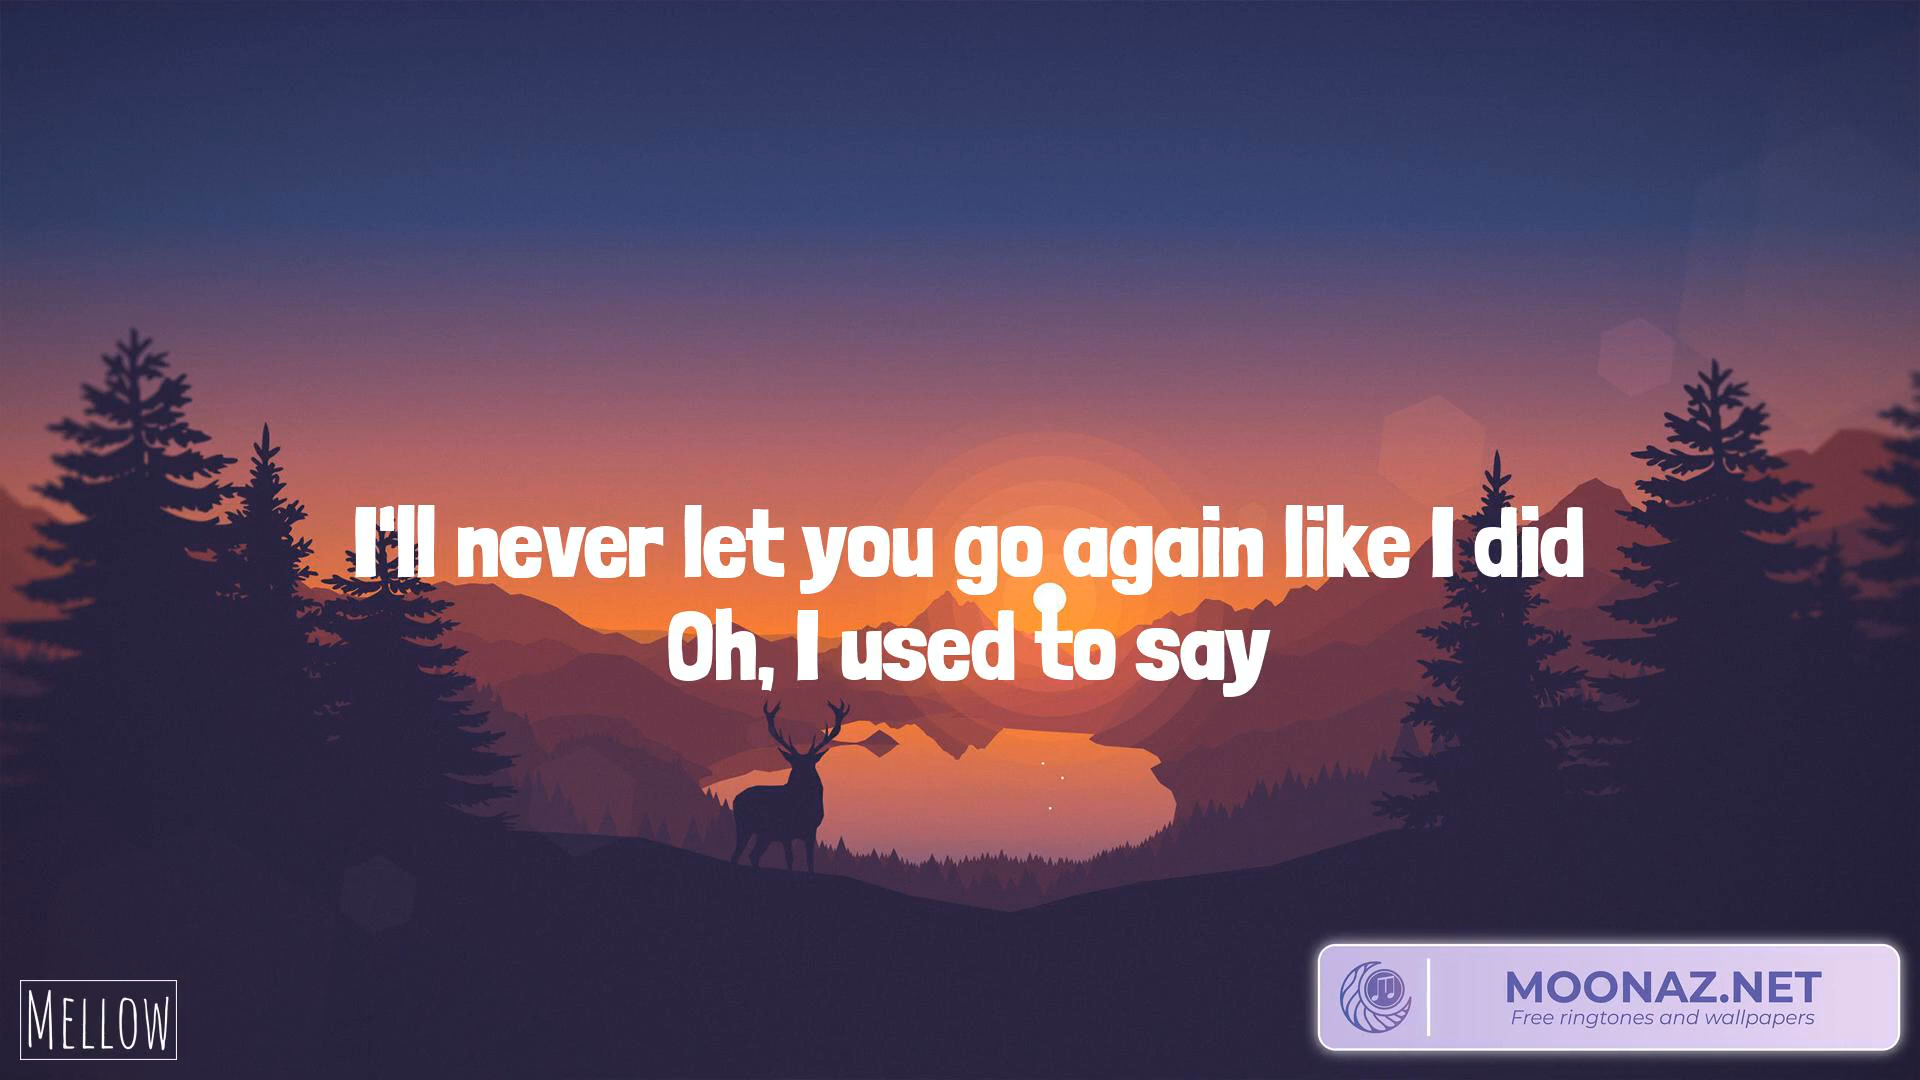 I'll never let you go again like I did
Oh, I used to say
MELLOW
MOONAZ.NET
Free ringtones and wallpapers